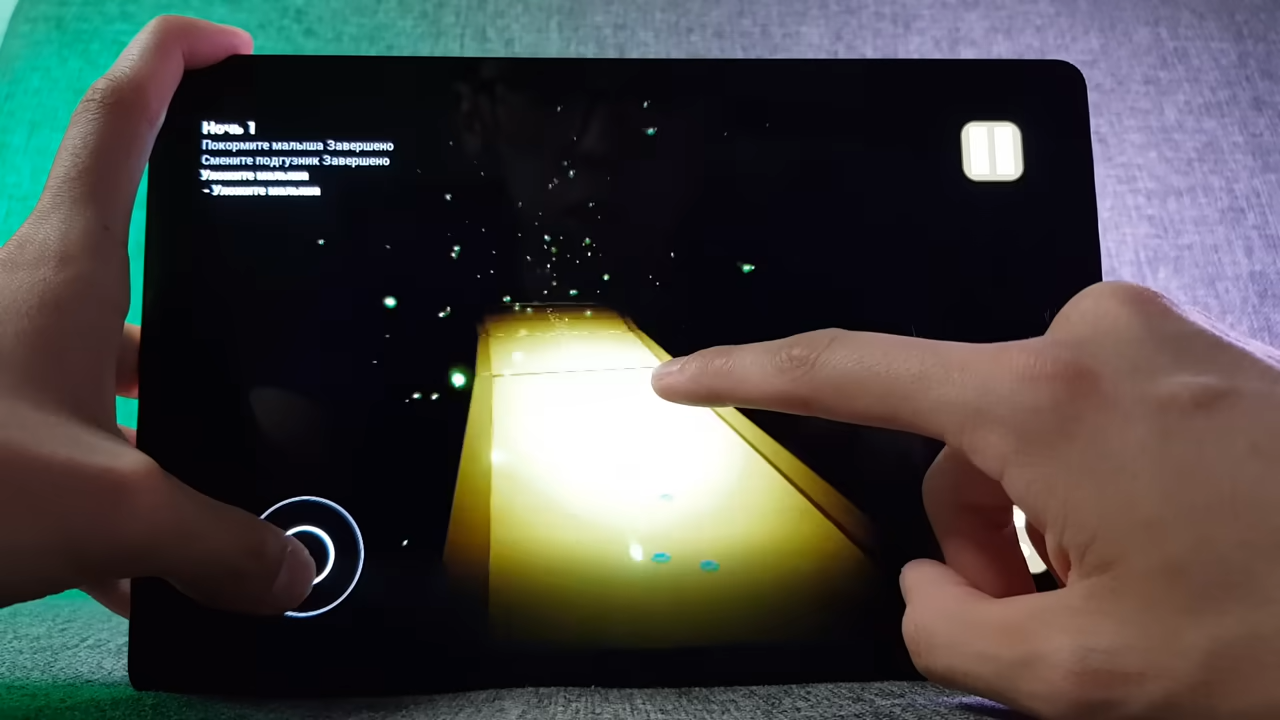 Ночь 1
Покормите малыша Завершено
Смените подгузник Завершено
Уложите малыша
- Уложите малыша